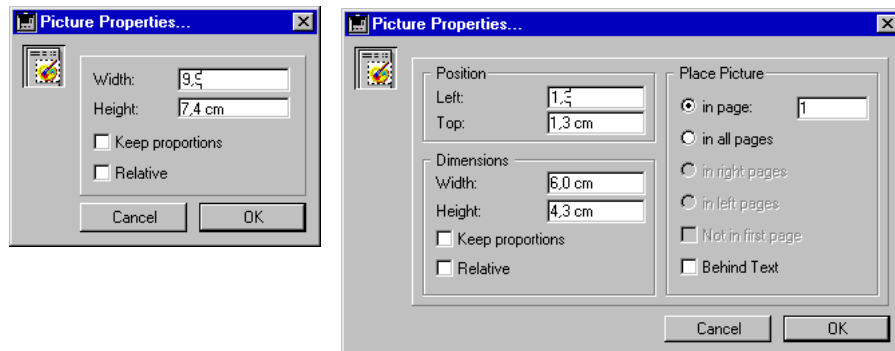 Picture Properties...
Width: 9,ξ
Height: 7,4 cm
Keep proportions
Relative
Cancel OK
Picture Properties...
Position
Left: 1,ξ
Top: 1,3 cm
Dimensions
Width: 6,0 cm
Height: 4,3 cm
Keep proportions
Relative
Place Picture
in page: 1
in all pages
in right pages
in left pages
Not in first page
Behind Text
Cancel OK